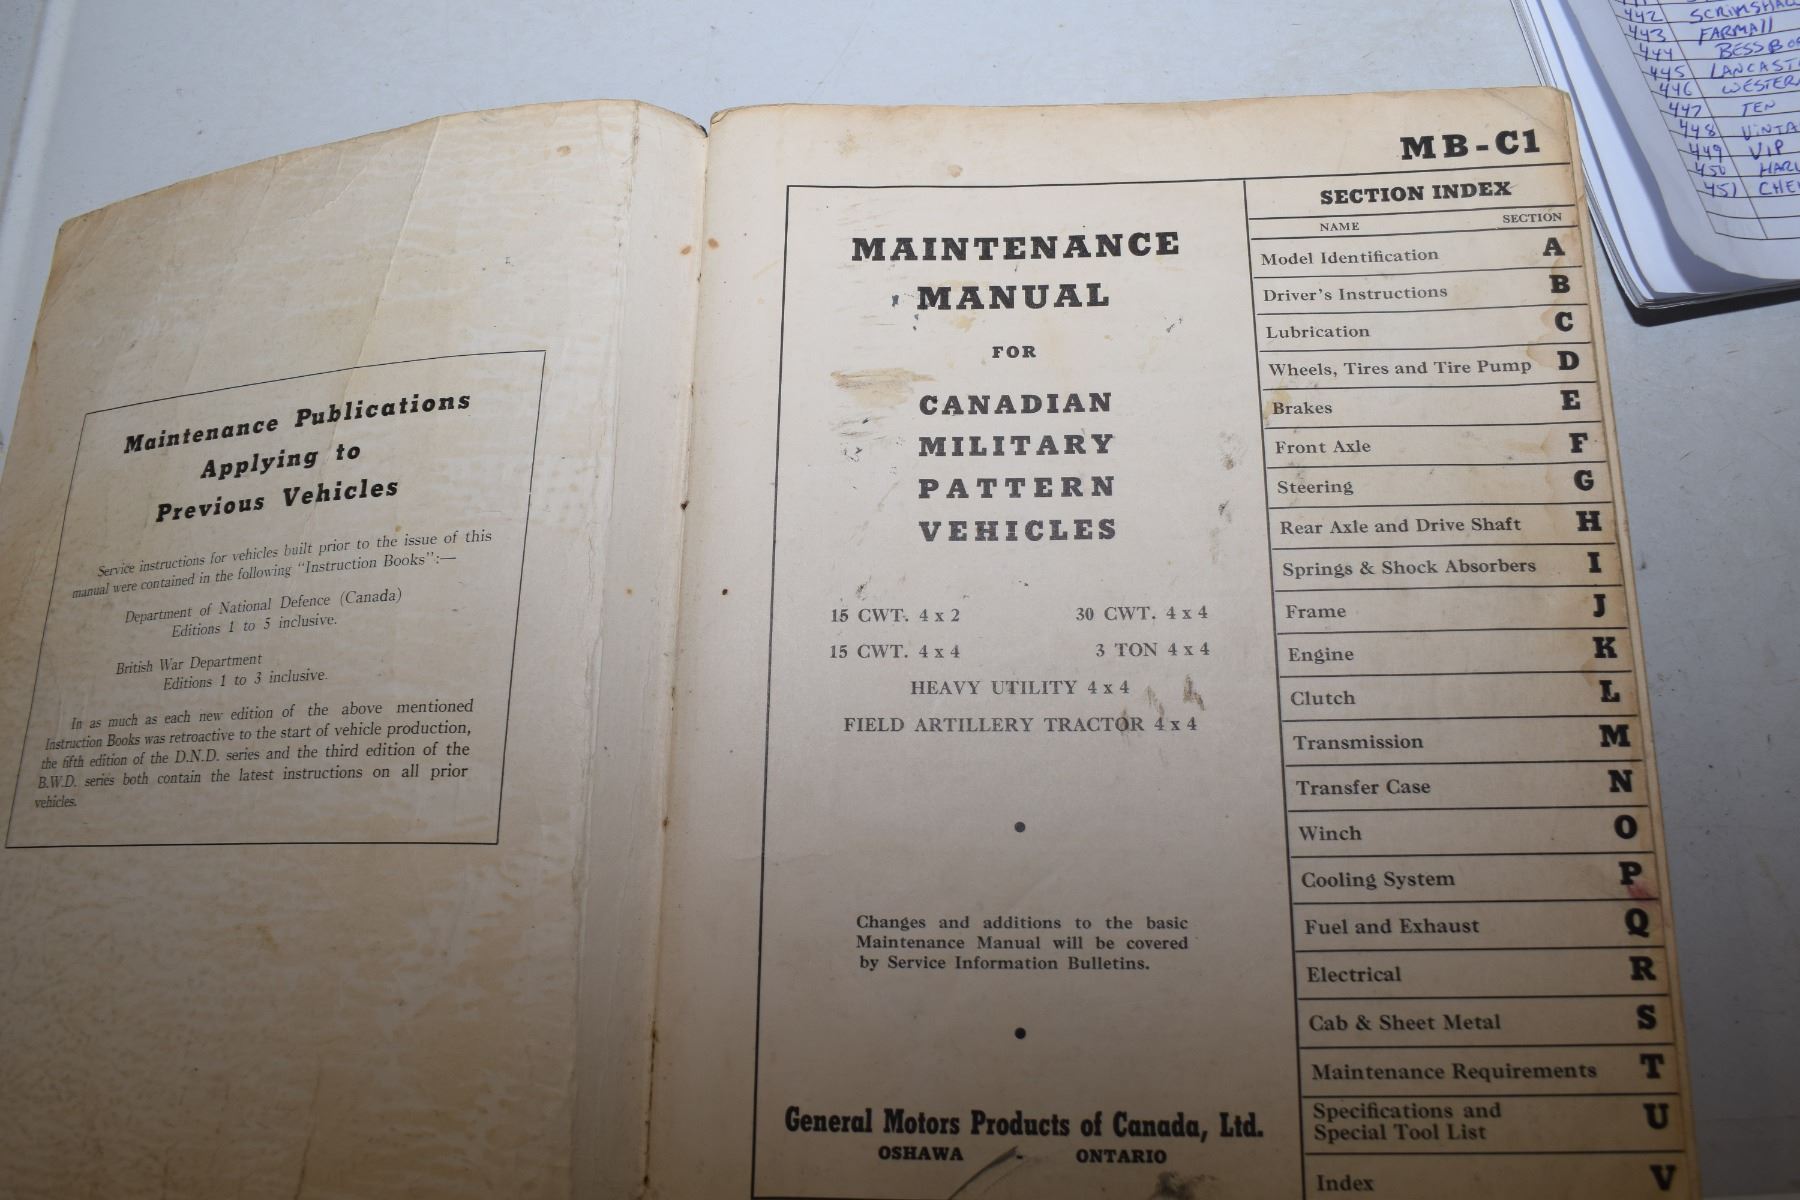 Maintenance Publications
Applying to
Previous Vehicles
Service instructions for vehicles built prior to the issue of this
manual were contained in the following "Instruction Books":—
Department of National Defence (Canada)
Editions 1 to 5 inclusive.
British War Department
Editions 1 to 3 inclusive.
In as much as each new edition of the above mentioned
Instruction Books was retroactive to the start of vehicle production,
the fifth edition of the D.N.D. series and the third edition of the
B.W.D. series both contain the latest instructions on all prior
vehicles.
MB-C1
MAINTENANCE
MANUAL
FOR
CANADIAN
MILITARY
PATTERN
VEHICLES
15 CWT. 4 x 2 30 CWT. 4 x 4
15 CWT. 4 x 4 3 TON 4 x 4
HEAVY UTILITY 4 x 4
FIELD ARTILLERY TRACTOR 4 x 4
Changes and additions to the basic
Maintenance Manual will be covered
by Service Information Bulletins.
General Motors Products of Canada, Ltd.
OSHAWA - ONTARIO
SECTION INDEX
NAME SECTION
Model Identification A
Driver's Instructions B
Lubrication C
Wheels, Tires and Tire Pump D
Brakes E
Front Axle F
Steering G
Rear Axle and Drive Shaft H
Springs & Shock Absorbers I
Frame J
Engine K
Clutch L
Transmission M
Transfer Case N
Winch O
Cooling System P
Fuel and Exhaust Q
Electrical R
Cab & Sheet Metal S
Maintenance Requirements T
Specifications and
Special Tool List U
Index V
442
443 FARMALL
444
445
446
447 TEN
448
449 VIP
450
451